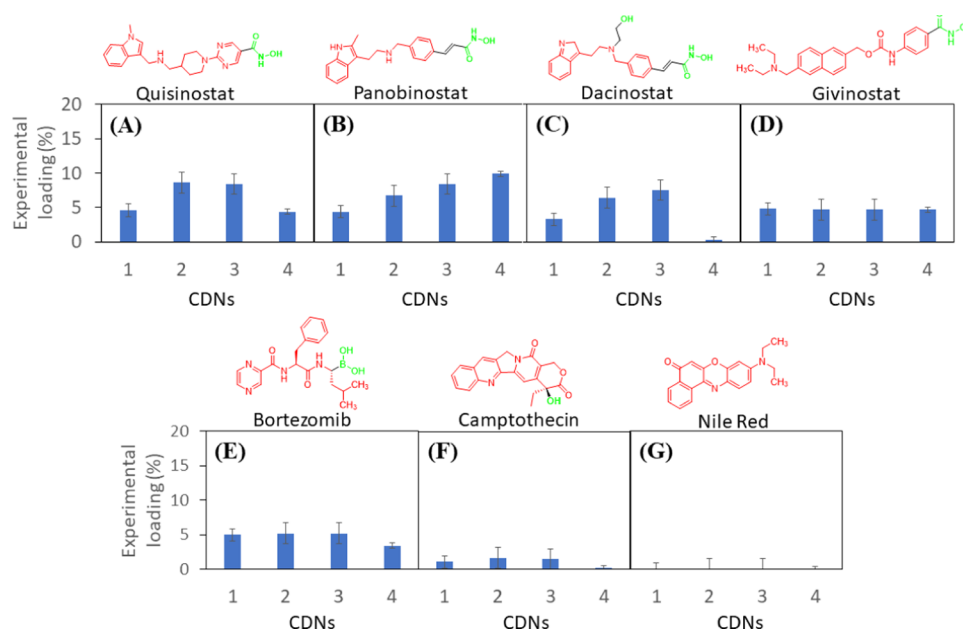 Quisinostat Panobinostat Dacinostat Givinostat
Experimental loading (%)
20
15
10
5
0
(A) (B) (C) (D)
1 2 3 4 1 2 3 4 1 2 3 4 1 2 3 4
CDNs CDNs CDNs CDNs
Bortezomib Camptothecin Nile Red
Experimental loading (%)
20
15
10
5
0
(E) (F) (G)
1 2 3 4 1 2 3 4 1 2 3 4
CDNs CDNs CDNs